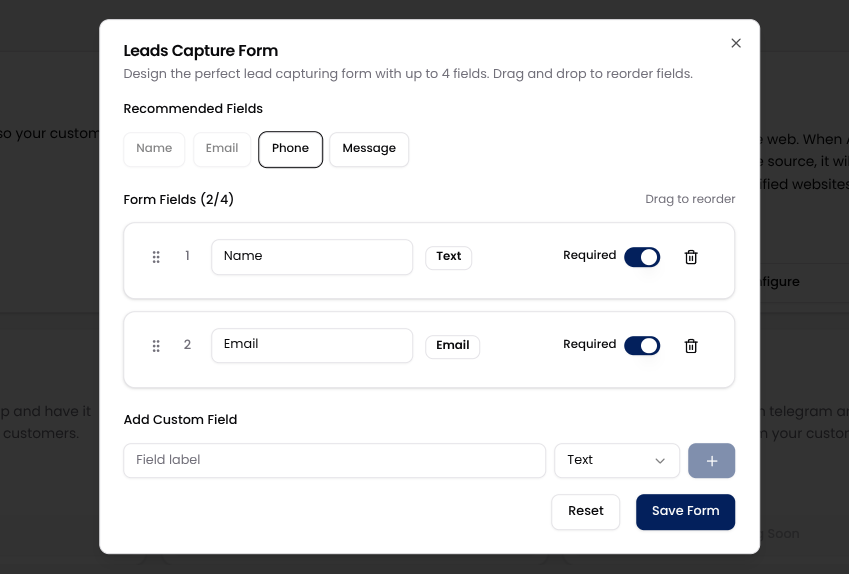 Leads Capture Form
Design the perfect lead capturing form with up to 4 fields. Drag and drop to reorder fields.
Recommended Fields
Name Email Phone Message
Form Fields (2/4)
Drag to reorder
1 Name Text Required
2 Email Email Required
Add Custom Field
Field label Text
Reset Save Form
so your custom
web. When
source, it wi
ified websites
nfigure
p and have it
customers.
telegram a
n your custo
Soon